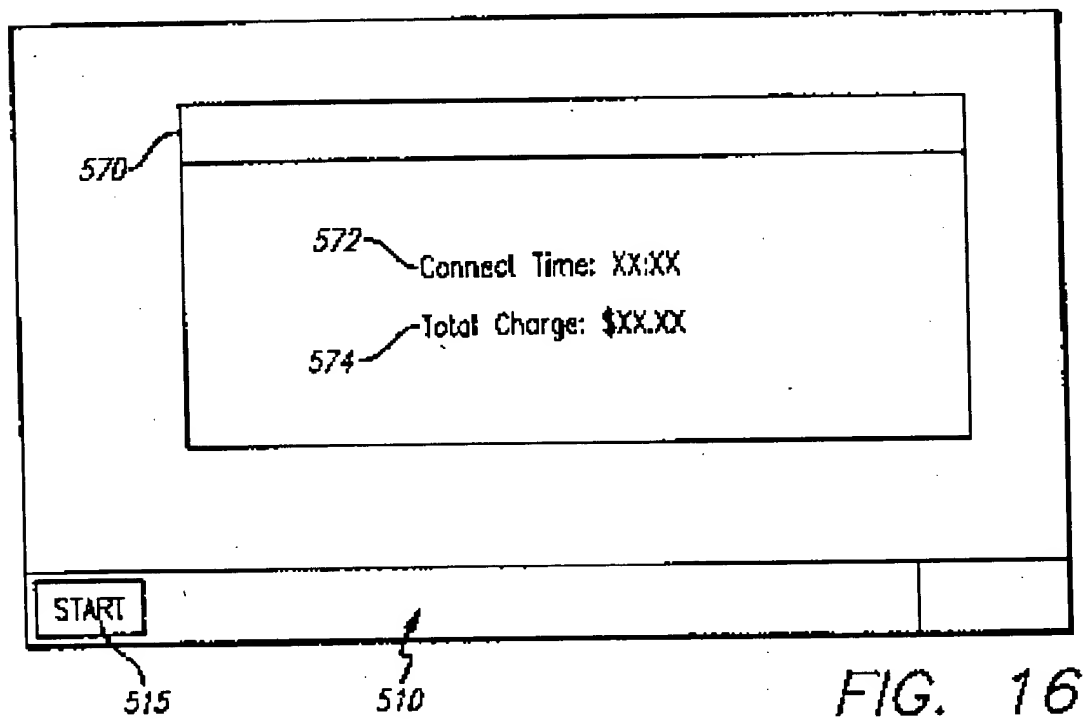 570
572
Connect Time: XX:XX
Total Charge: $XX.XX
574
START
515
510
FIG. 16